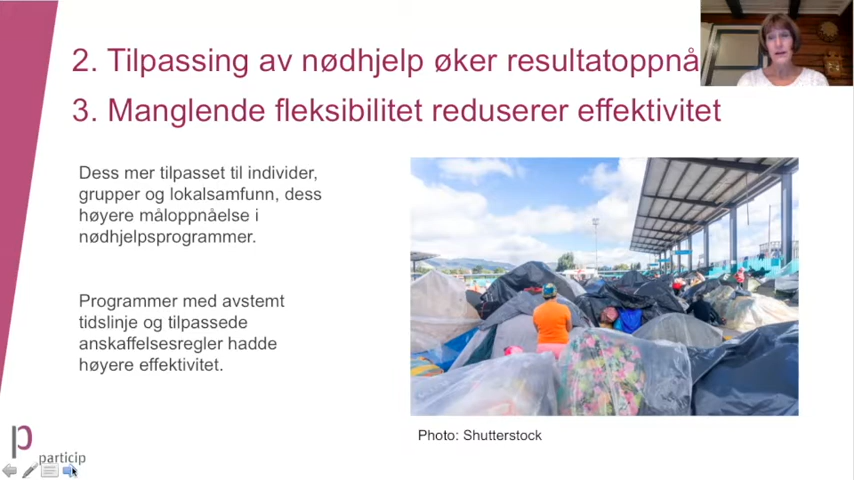 2. Tilpassing av nødhjelp øker resultatoppnå
3. Manglende fleksibilitet reduserer effektivitet
Dess mer tilpasset til individer,
grupper og lokalsamfunn, dess
høyere måloppnåelse i
nødhjelpsprogrammer.
Programmer med avstemt
tidslinje og tilpassede
anskaffelsesregler hadde
høyere effektivitet.
Photo: Shutterstock
p
particip